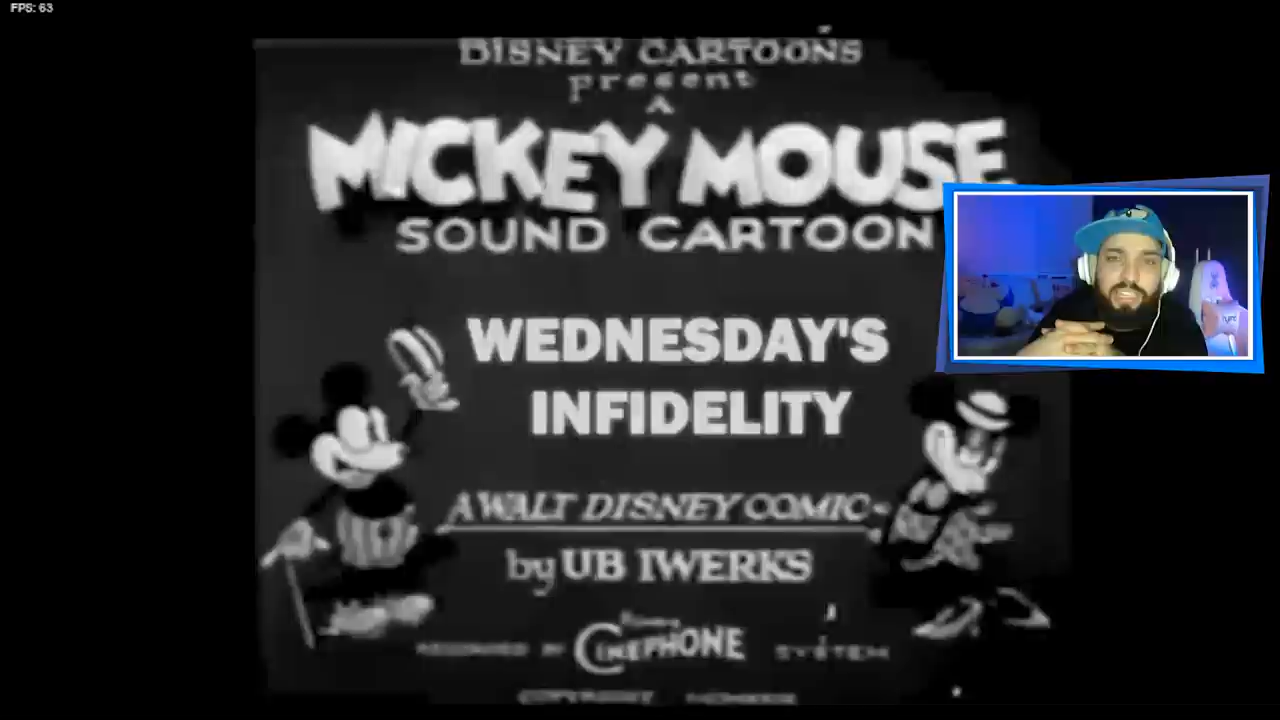 FPS: 63
DISNEY CARTOONS
present
A
MICKEY MOUSE
SOUND CARTOON
WEDNESDAY'S
INFIDELITY
A WALT DISNEY COMIC
by UB IWERKS
CINEPHONE
SYSTEM
COPYRIGHT